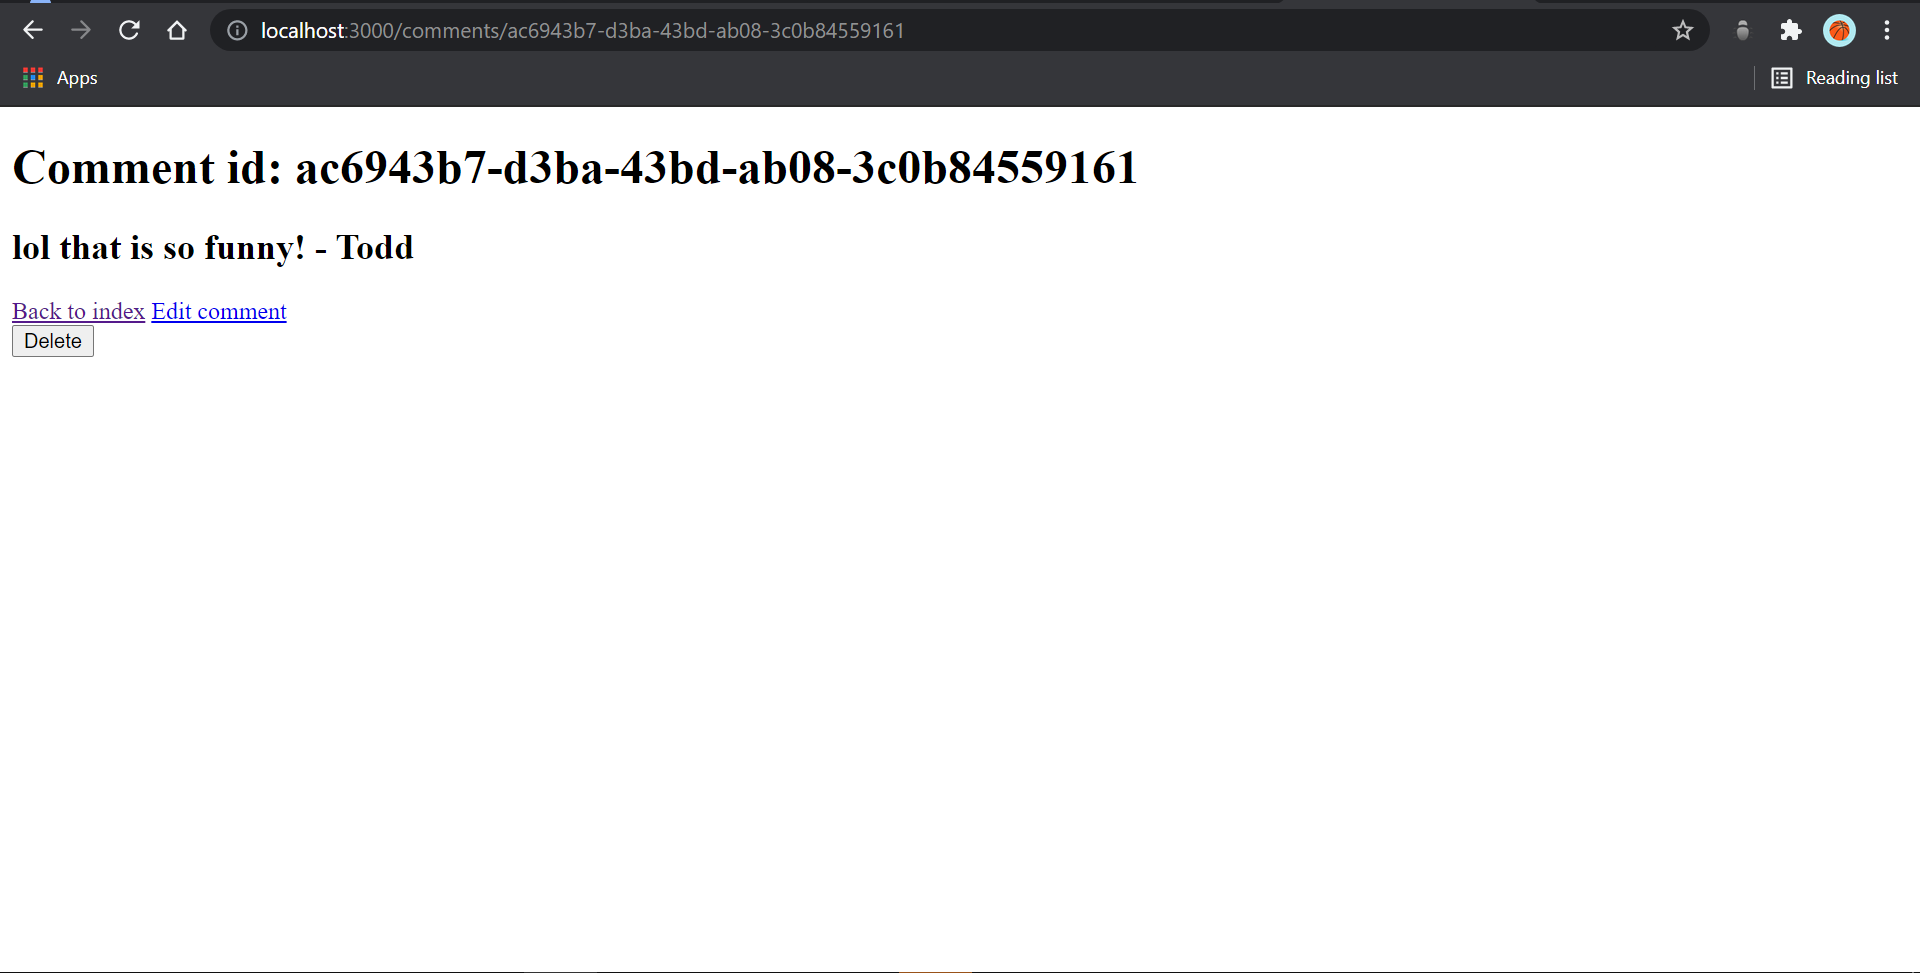 localhost:3000/comments/ac6943b7-d3ba-43bd-ab08-3c0b84559161
Apps
Reading list
Comment id: ac6943b7-d3ba-43bd-ab08-3c0b84559161
lol that is so funny! - Todd
Back to index Edit comment
Delete